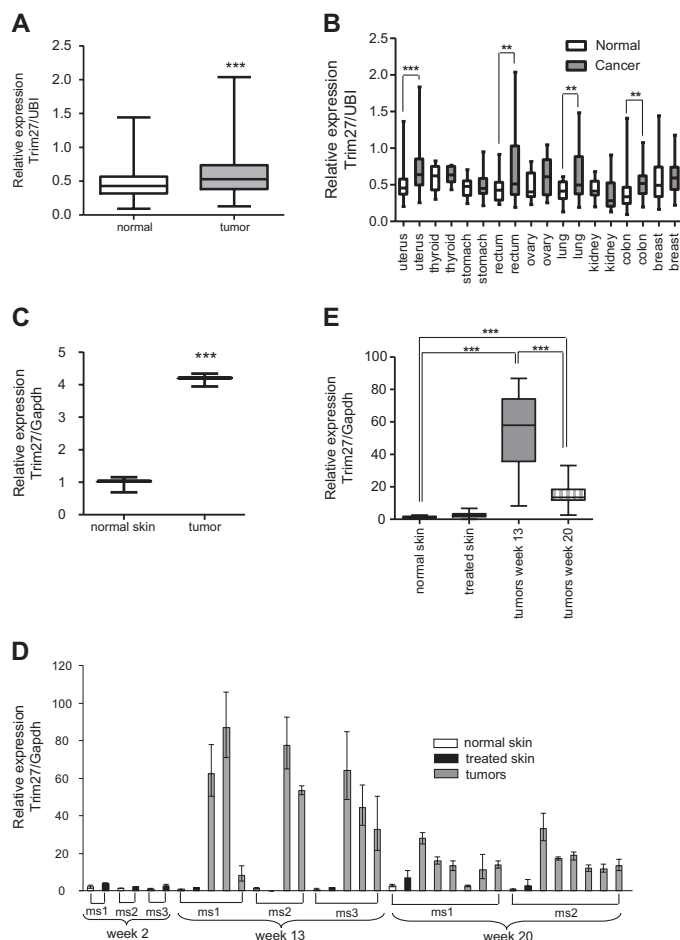 A
Relative expression
Trim27/UBI
2.5
2.0
1.5
1.0
0.5
0.0
***
normal
tumor
B
Relative expression
Trim27/UBI
2.5
2.0
1.5
1.0
0.5
0.0
Normal
Cancer
***
**
**
**
uterus
uterus
thyroid
thyroid
stomach
stomach
rectum
rectum
ovary
ovary
lung
lung
kidney
kidney
colon
colon
breast
breast
C
Relative expression
Trim27/Gapdh
5
4
3
2
1
0
***
normal skin
tumor
E
Relative expression
Trim27/Gapdh
100
80
60
40
20
0
***
***
***
normal skin
treated skin
tumors week 13
tumors week 20
D
Relative expression
Trim27/Gapdh
120
100
80
60
40
20
0
normal skin
treated skin
tumors
ms1
ms2
ms3
ms1
ms2
ms3
ms1
ms2
week 2
week 13
week 20